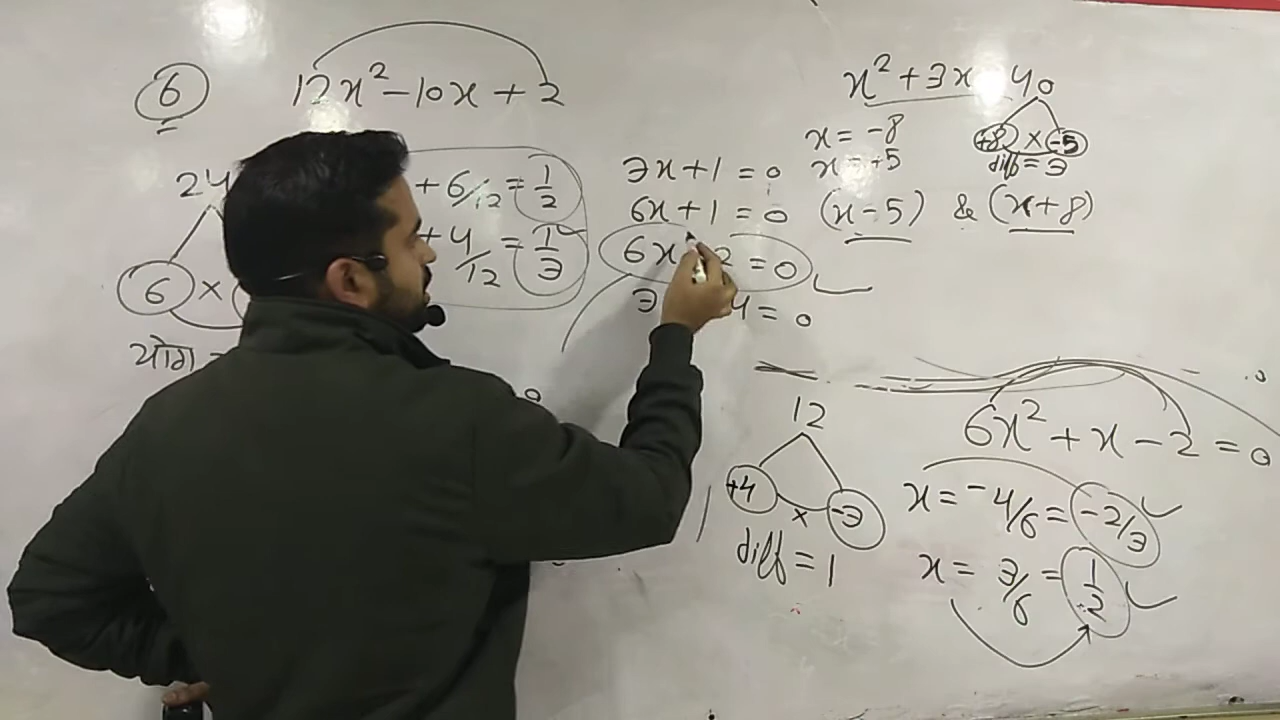 6
12x² - 10x + 2
24
6 ×
योग
+ 6/12 = 1/2
+ 4/12 = 1/3
3x + 1 = 0
6x + 1 = 0
6x 2 = 0
3 4 = 0
x² + 3x 40
+8 × -5
diff = 3
x = -8
x = +5
(x - 5) & (x + 8)
12
+4 × -3
diff = 1
6x² + x - 2 = 0
x = -4/6 = -2/3
x = 3/6 = 1/2